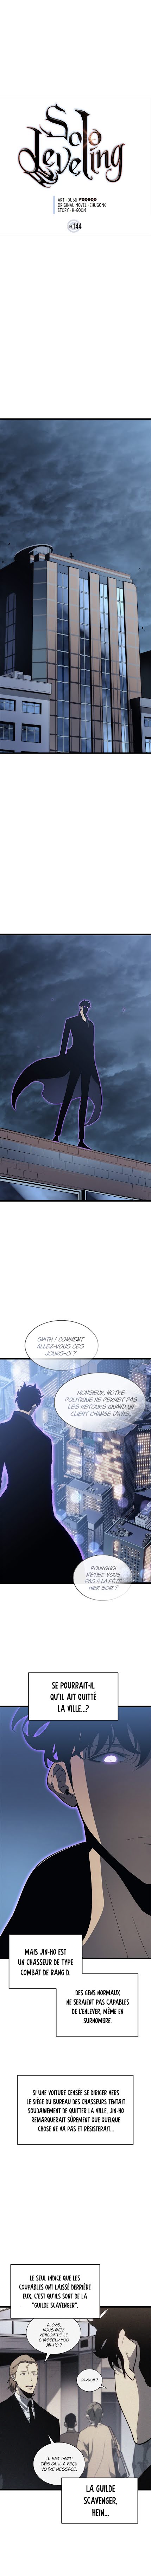 Solo
Leveling
ART · DUBU
ORIGINAL NOVEL · CHUGONG
STORY · H-GOON
144
SMITH ! COMMENT
ALLEZ-VOUS CES
JOURS-CI ?
MONSIEUR, NOTRE
POLITIQUE NE PERMET PAS
LES RETOURS QUAND UN
CLIENT CHANGE D'AVIS.
POURQUOI
N'ÉTIEZ-VOUS
PAS À LA FÊTE
HIER SOIR ?
SE POURRAIT-IL
QU'IL AIT QUITTÉ
LA VILLE...?
MAIS JIN-HO EST
UN CHASSEUR DE TYPE
COMBAT DE RANG D.
DES GENS NORMAUX
NE SERAIENT PAS CAPABLES
DE L'ENLEVER, MÊME EN
SURNOMBRE.
SI UNE VOITURE CENSÉE SE DIRIGER VERS
LE SIÈGE DU BUREAU DES CHASSEURS TENTAIT
SOUDAINEMENT DE QUITTER LA VILLE, JIN-HO
REMARQUERAIT SÛREMENT QUE QUELQUE
CHOSE NE VA PAS ET RÉSISTERAIT...
LE SEUL INDICE QUE LES
COUPABLES ONT LAISSÉ DERRIÈRE
EUX, C'EST QU'ILS SONT DE LA
"GUILDE SCAVENGER".
ALORS,
VOUS AVEZ
RENCONTRÉ LE
CHASSEUR YOO
JIN-HO ?
PARDON ?
IL EST PARTI
DÈS QU'IL A REÇU
VOTRE MESSAGE.
LA GUILDE
SCAVENGER,
HEIN...